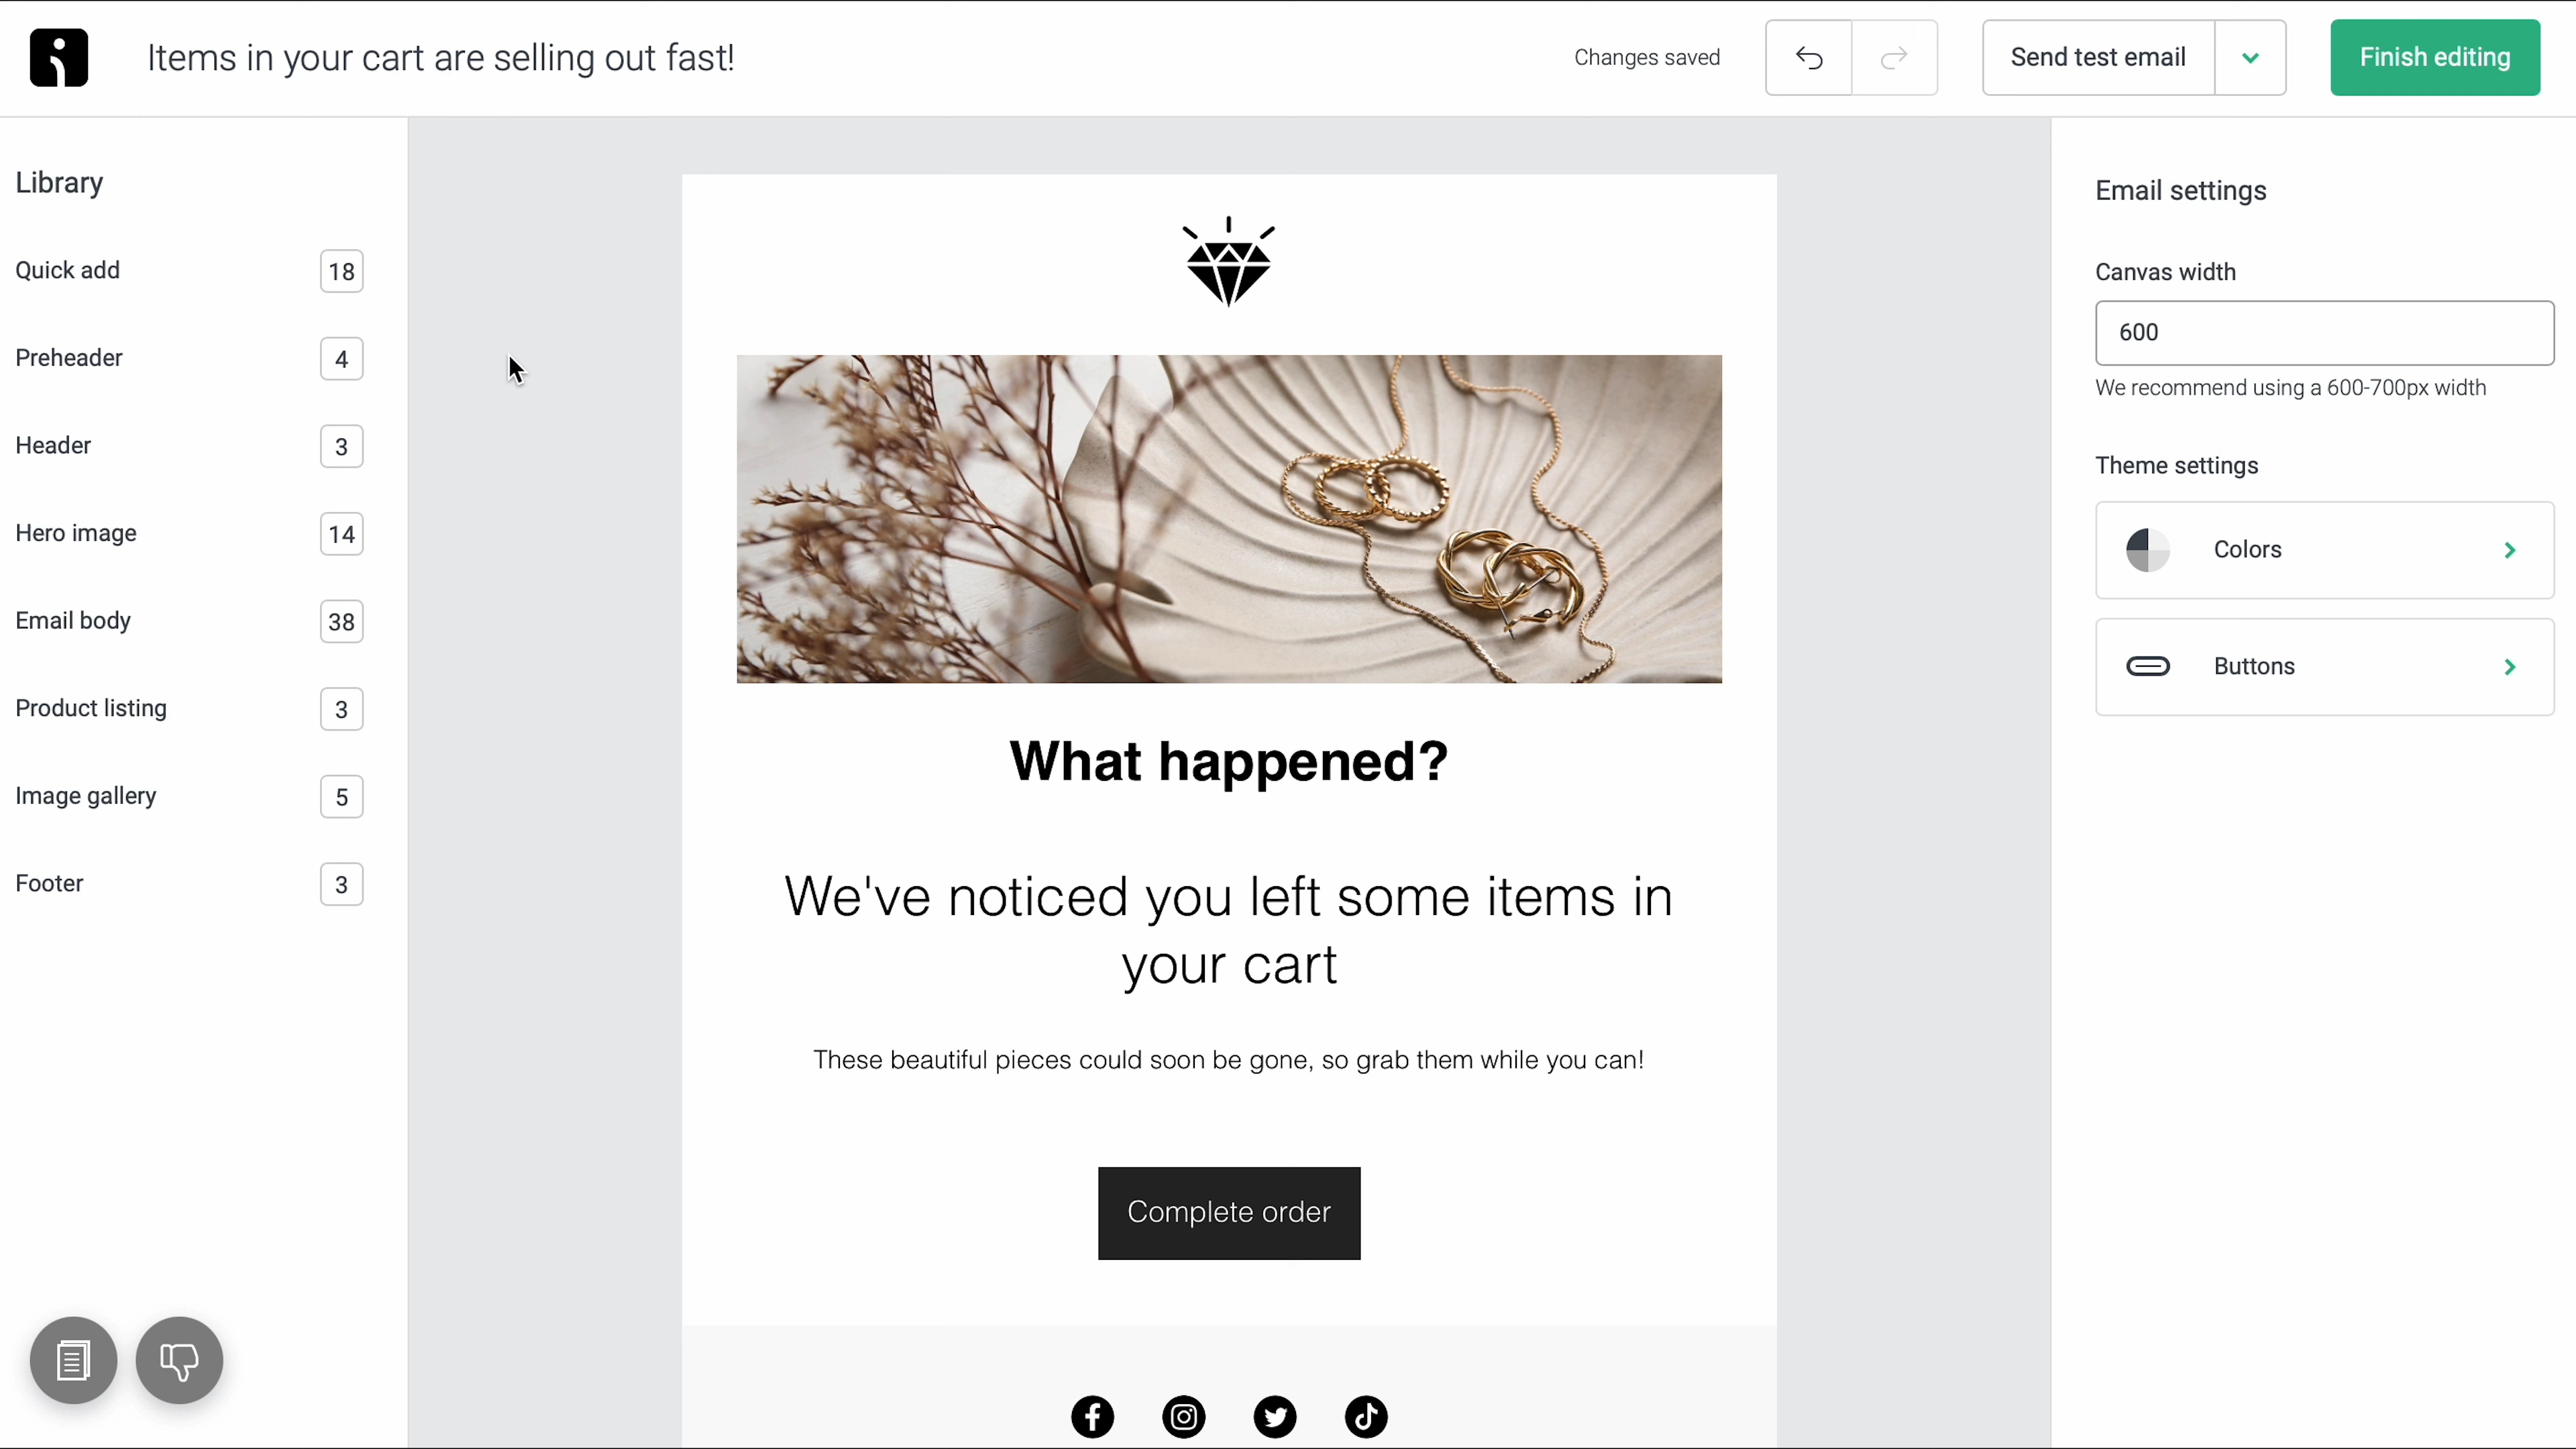 Items in your cart are selling out fast!
Changes saved
Send test email
Finish editing
Library
Quick add 18
Preheader 4
Header 3
Hero image 14
Email body 38
Product listing 3
Image gallery 5
Footer 3
What happened?
We've noticed you left some items in
your cart
These beautiful pieces could soon be gone, so grab them while you can!
Complete order
Email settings
Canvas width
600
We recommend using a 600-700px width
Theme settings
Colors
Buttons